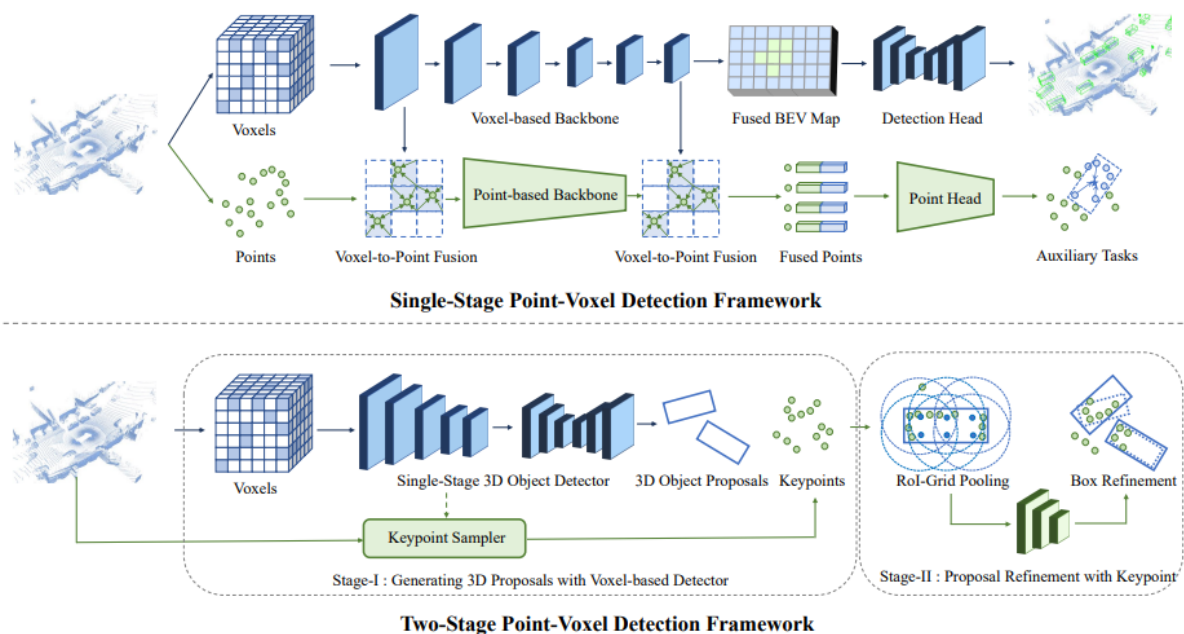 Voxels
Voxel-based Backbone
Fused BEV Map
Detection Head
Point-based Backbone
Point Head
Points
Voxel-to-Point Fusion
Voxel-to-Point Fusion
Fused Points
Auxiliary Tasks
Single-Stage Point-Voxel Detection Framework
Voxels
Single-Stage 3D Object Detector
3D Object Proposals
Keypoints
RoI-Grid Pooling
Box Refinement
Keypoint Sampler
Stage-I : Generating 3D Proposals with Voxel-based Detector
Stage-II : Proposal Refinement with Keypoint
Two-Stage Point-Voxel Detection Framework